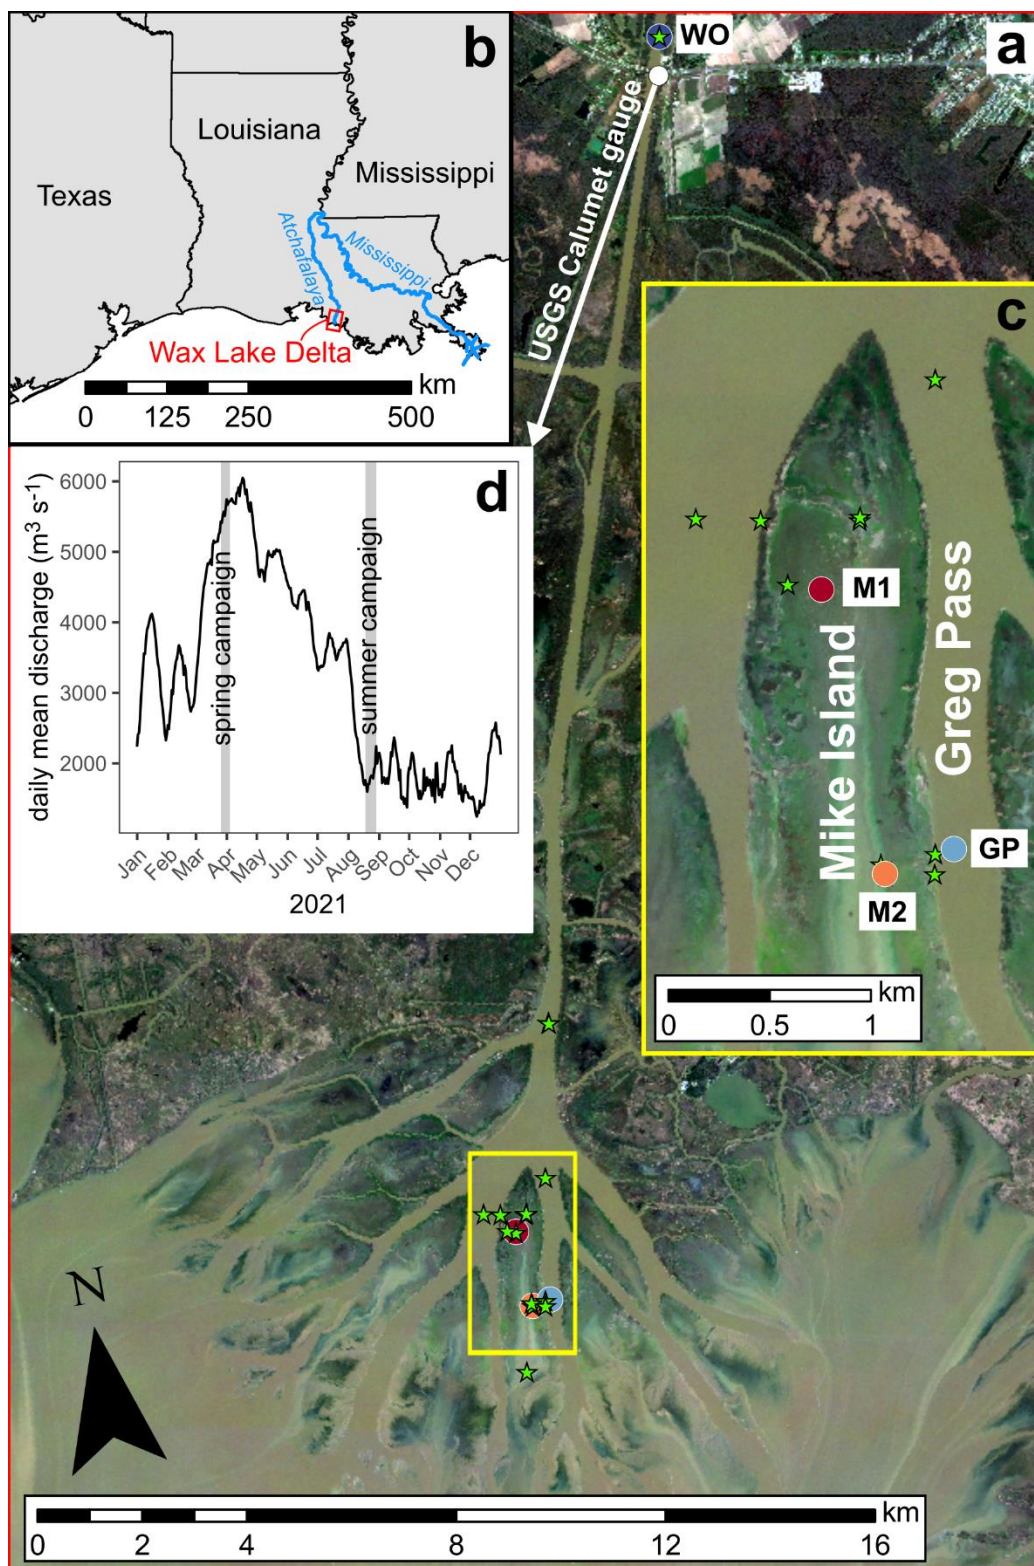 b
Louisiana
Texas
Mississippi
Atchafalaya
Mississippi
Wax Lake Delta
km
0 125 250 500
WO
a
USGS Calumet gauge
c
M1
Mike Island
Greg Pass
GP
M2
km
0 0.5 1
d
daily mean discharge (m³ s⁻¹)
6000
5000
4000
3000
2000
spring campaign
summer campaign
Jan Feb Mar Apr May Jun Jul Aug Sep Oct Nov Dec
2021
N
km
0 2 4 8 12 16